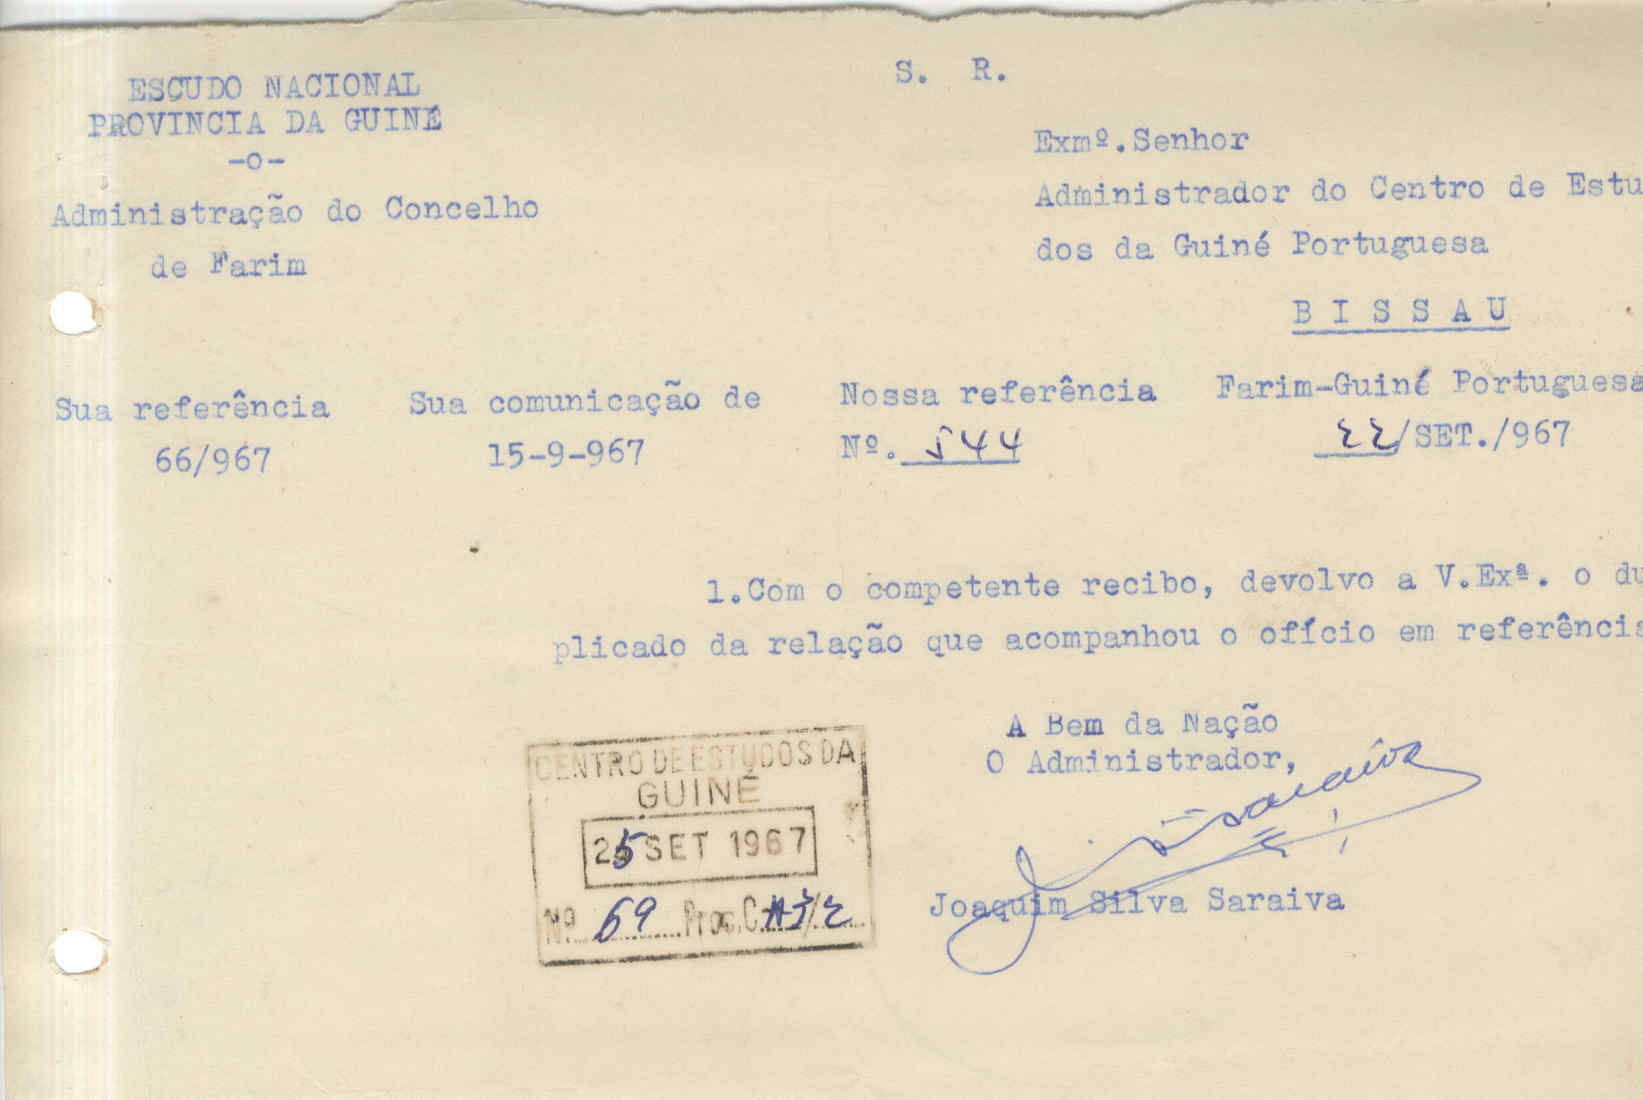 ESCUDO NACIONAL
PROVINCIA DA GUINÉ
-o-
Administração do Concelho
de Farim
S. R.
Exmº.Senhor
Administrador do Centro de Estu
dos da Guiné Portuguesa
B I S S A U
Sua referência
66/967
Sua comunicação de
15-9-967
Nossa referência
Nº. 544
Farim-Guiné Portuguesa
22/SET./967
1.Com o competente recibo, devolvo a V.Exª. o du
plicado da relação que acompanhou o ofício em referência
A Bem da Nação
O Administrador,
Joaquim Silva Saraiva
CENTRO DE ESTUDOS DA
GUINÉ
25 SET 1967
Nº 69 Proc. C